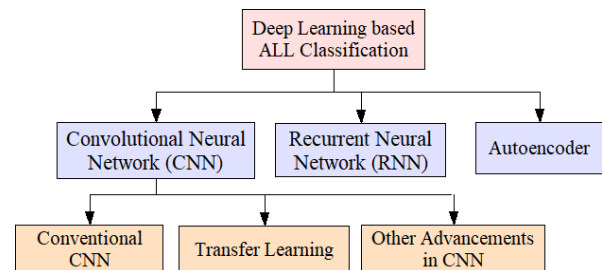 Deep Learning based
ALL Classification
Convolutional Neural
Network (CNN)
Recurrent Neural
Network (RNN)
Autoencoder
Conventional
CNN
Transfer Learning
Other Advancements
in CNN